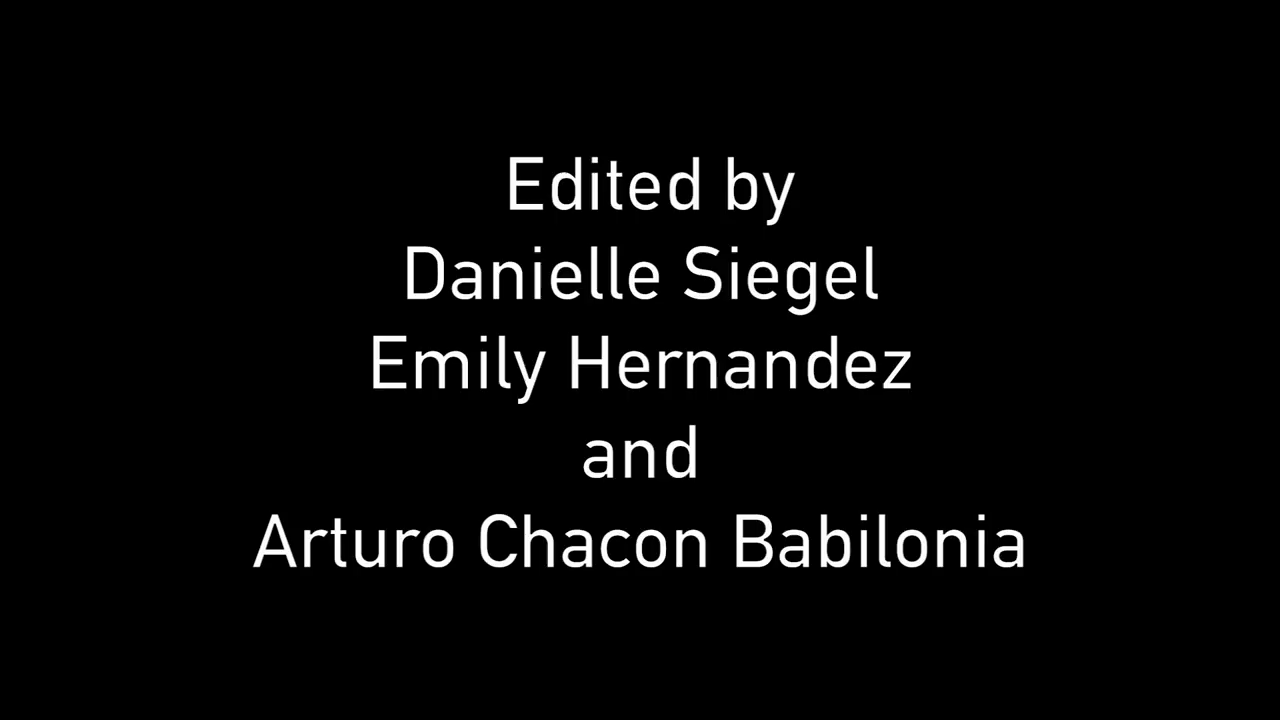 Edited by
Danielle Siegel
Emily Hernandez
and
Arturo Chacon Babilonia